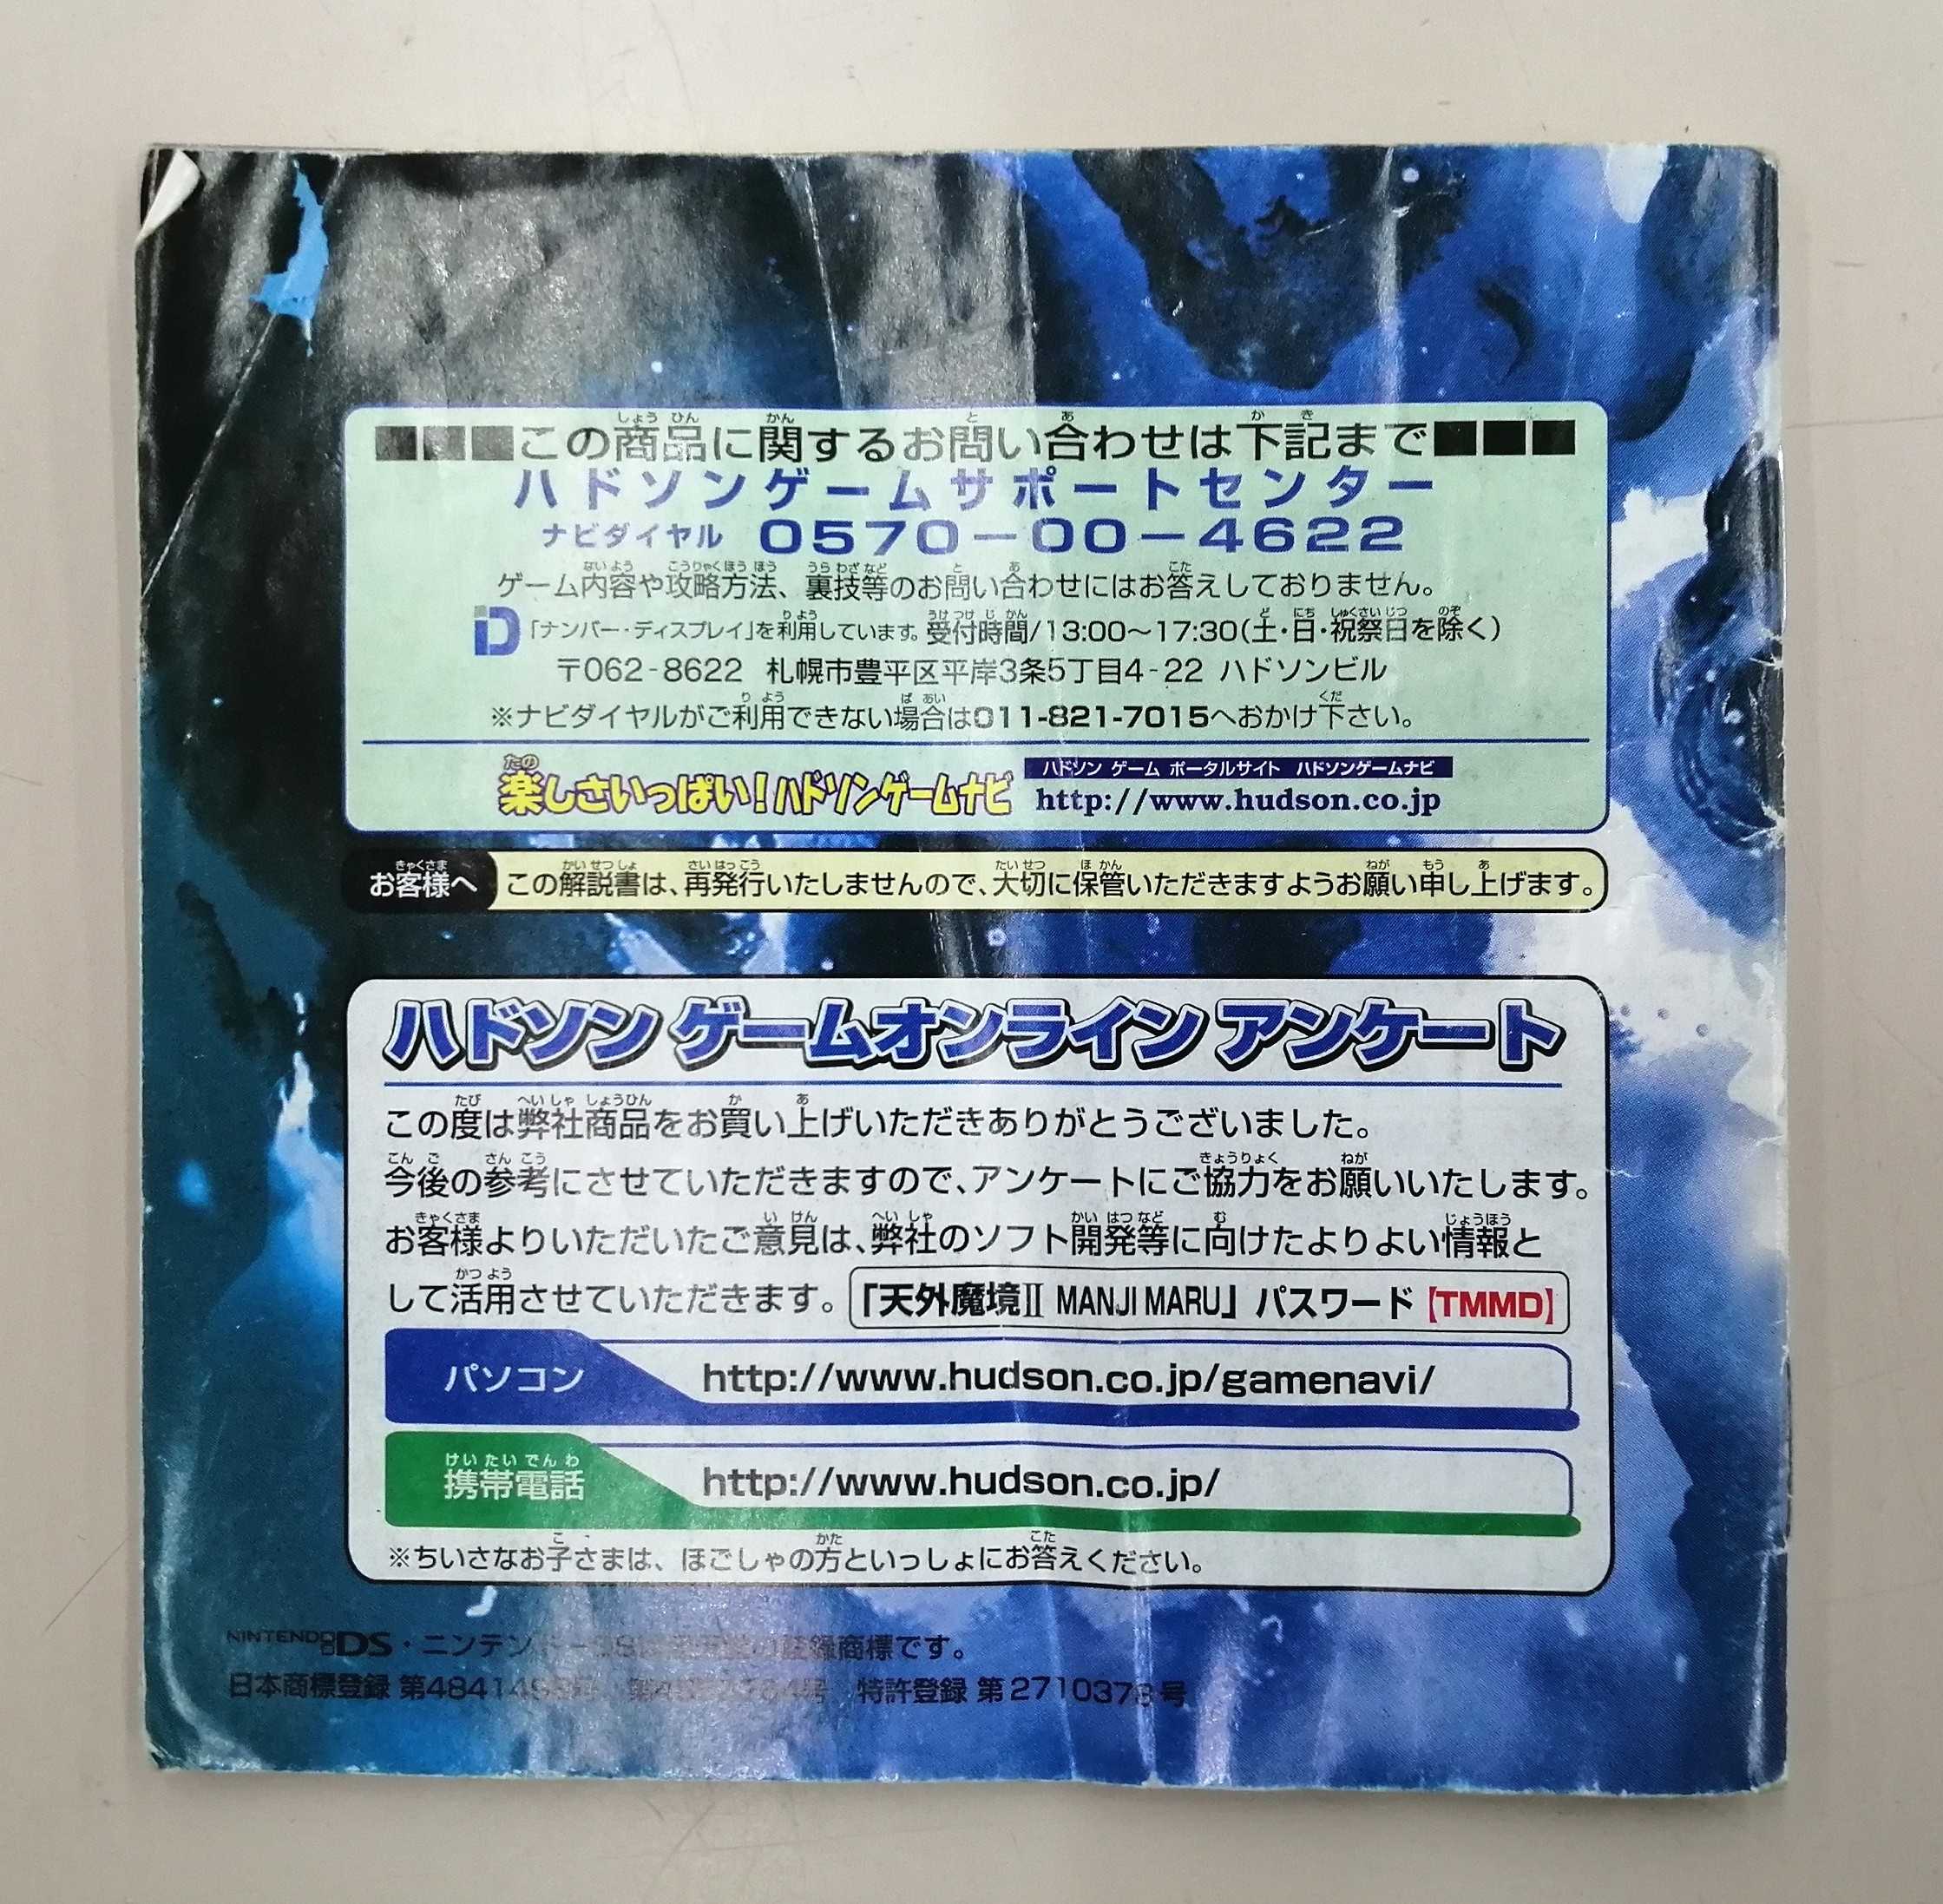 ■■■この商品に関するお問い合わせは下記まで■■■
ハドソンゲームサポートセンター
ナビダイヤル 0570-00-4622
ゲーム内容や攻略方法、裏技等のお問い合わせにはお答えしておりません。
D「ナンバー・ディスプレイ」を利用しています。受付時間/13:00~17:30(土・日・祝祭日を除く)
〒062-8622 札幌市豊平区平岸3条5丁目4-22 ハドソンビル
※ナビダイヤルがご利用できない場合は011-821-7015へおかけ下さい。
楽しさいっぱい!ハドソンゲームナビ
ハドソン ゲーム ポータルサイト ハドソンゲームナビ
http://www.hudson.co.jp
お客様へ この解説書は、再発行いたしませんので、大切に保管いただきますようお願い申し上げます。
ハドソン ゲームオンライン アンケート
この度は弊社商品をお買い上げいただきありがとうございました。
今後の参考にさせていただきますので、アンケートにご協力をお願いいたします。
お客様よりいただいたご意見は、弊社のソフト開発等に向けたよりよい情報と
して活用させていただきます。
「天外魔境Ⅱ MANJI MARU」 パスワード【TMMD】
パソコン http://www.hudson.co.jp/gamenavi/
携帯電話 http://www.hudson.co.jp/
※ちいさなお子さまは、ほごしゃの方といっしょにお答えください。
NINTENDO DS・ニンテンドーDSは の登録商標です。
日本商標登録 特許登録 第